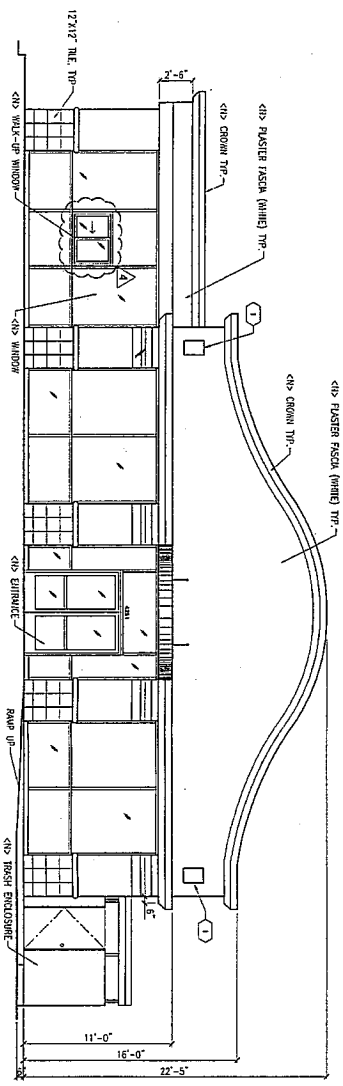 <N> PLASTER FASCIA (WHITE) TYP.
<N> CROWN TYP.
1
<N> PLASTER FASCIA (WHITE) TYP.
<N> CROWN TYP.
2'-6"
1
12"X12" TILE, TYP
<N> WALK-UP WINDOW
4
<N> WINDOW
<N> ENTRANCE
RAMP UP
<N> TRASH ENCLOSURE
11'-0"
16'-0"
22'-5"